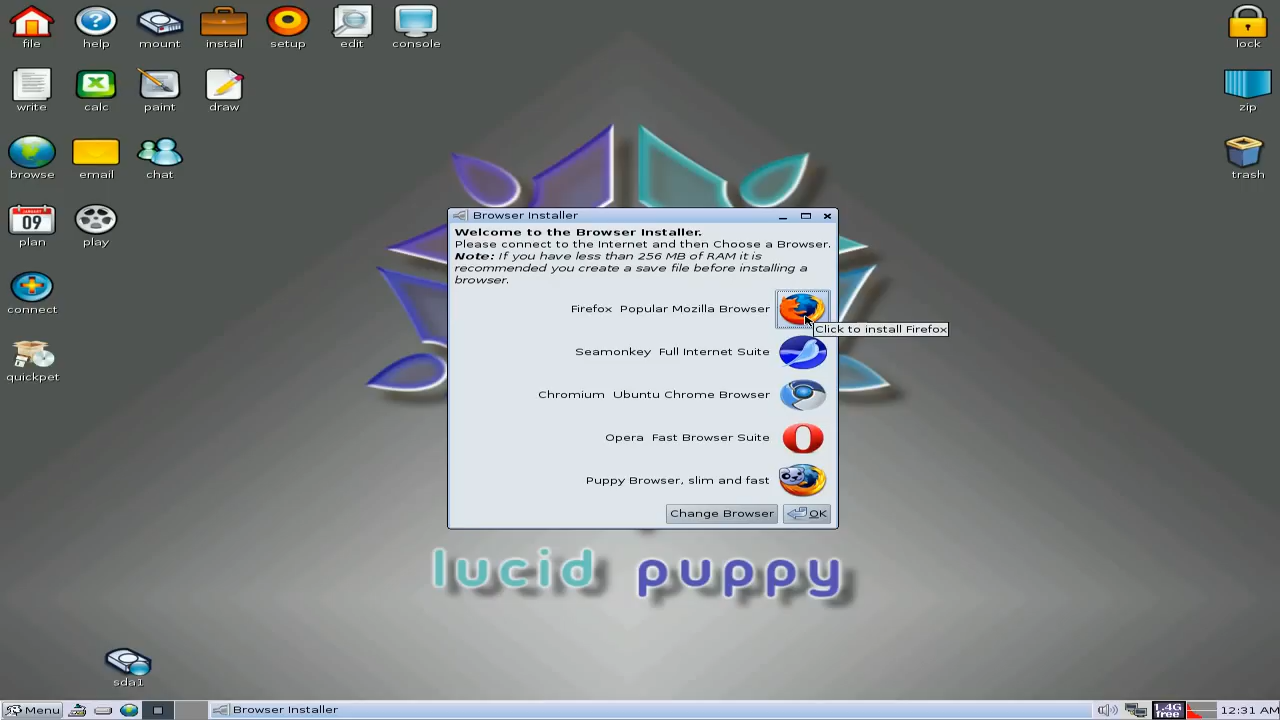 file help mount install setup edit console lock
write calc paint draw zip
browse email chat trash
JANUARY
09
plan play
connect
quickpet
Browser Installer
Welcome to the Browser Installer.
Please connect to the Internet and then Choose a Browser.
Note: If you have less than 256 MB of RAM it is
recommended you create a save file before installing a
browser.
Firefox Popular Mozilla Browser
Click to install Firefox
Seamonkey Full Internet Suite
Chromium Ubuntu Chrome Browser
Opera Fast Browser Suite
Puppy Browser, slim and fast
Change Browser OK
lucid puppy
sda1
Menu Browser Installer 1.4G free 12:31 AM